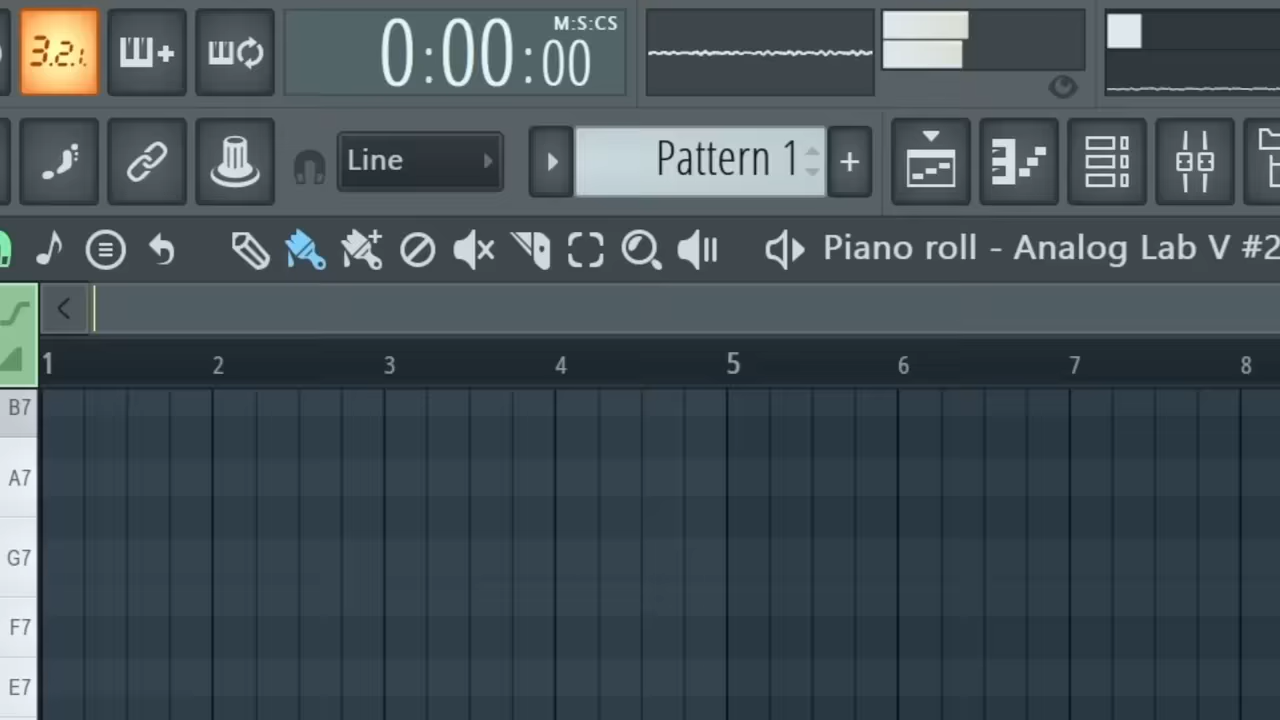 3.2.1.
M:S:CS
0:00:00
Line
Pattern 1
Piano roll - Analog Lab V #2
1 2 3 4 5 6 7 8
B7
A7
G7
F7
E7